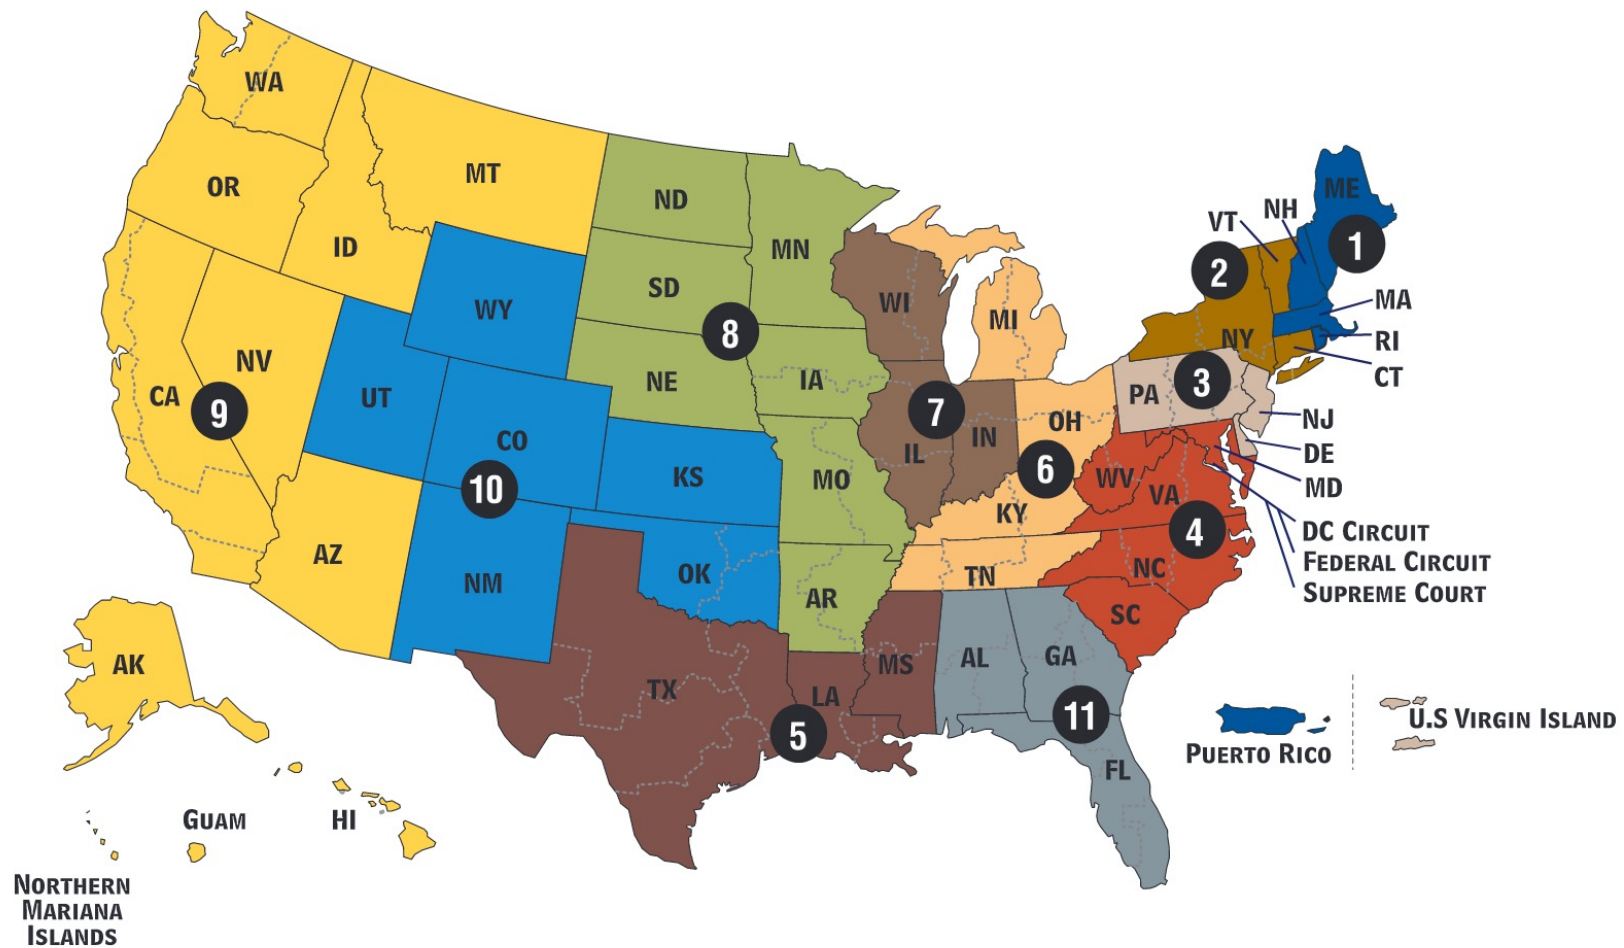 WA
OR
ID
MT
ND
MN
SD
WY
NE
IA
WI
MI
ME
1
NH
VT
2
MA
RI
NY
CT
NV
CA
9
UT
CO
10
KS
8
MO
7
IL
IN
OH
6
PA
3
NJ
DE
MD
WV
VA
4
DC CIRCUIT
FEDERAL CIRCUIT
SUPREME COURT
KY
TN
NC
SC
AZ
NM
OK
AR
TX
LA
5
MS
AL
GA
11
FL
AK
HI
GUAM
NORTHERN
MARIANA
ISLANDS
PUERTO RICO
U.S VIRGIN ISLAND